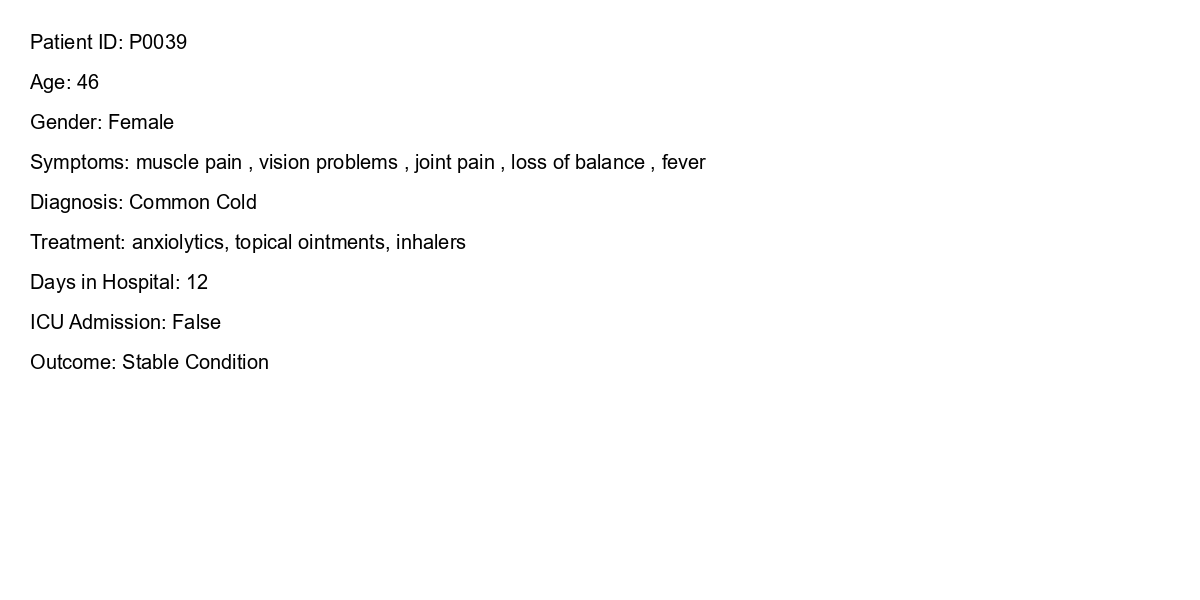 Patient ID: P0039
Age: 46
Gender: Female
Symptoms: muscle pain , vision problems , joint pain , loss of balance , fever
Diagnosis: Common Cold
Treatment: anxiolytics, topical ointments, inhalers
Days in Hospital: 12
ICU Admission: False
Outcome: Stable Condition